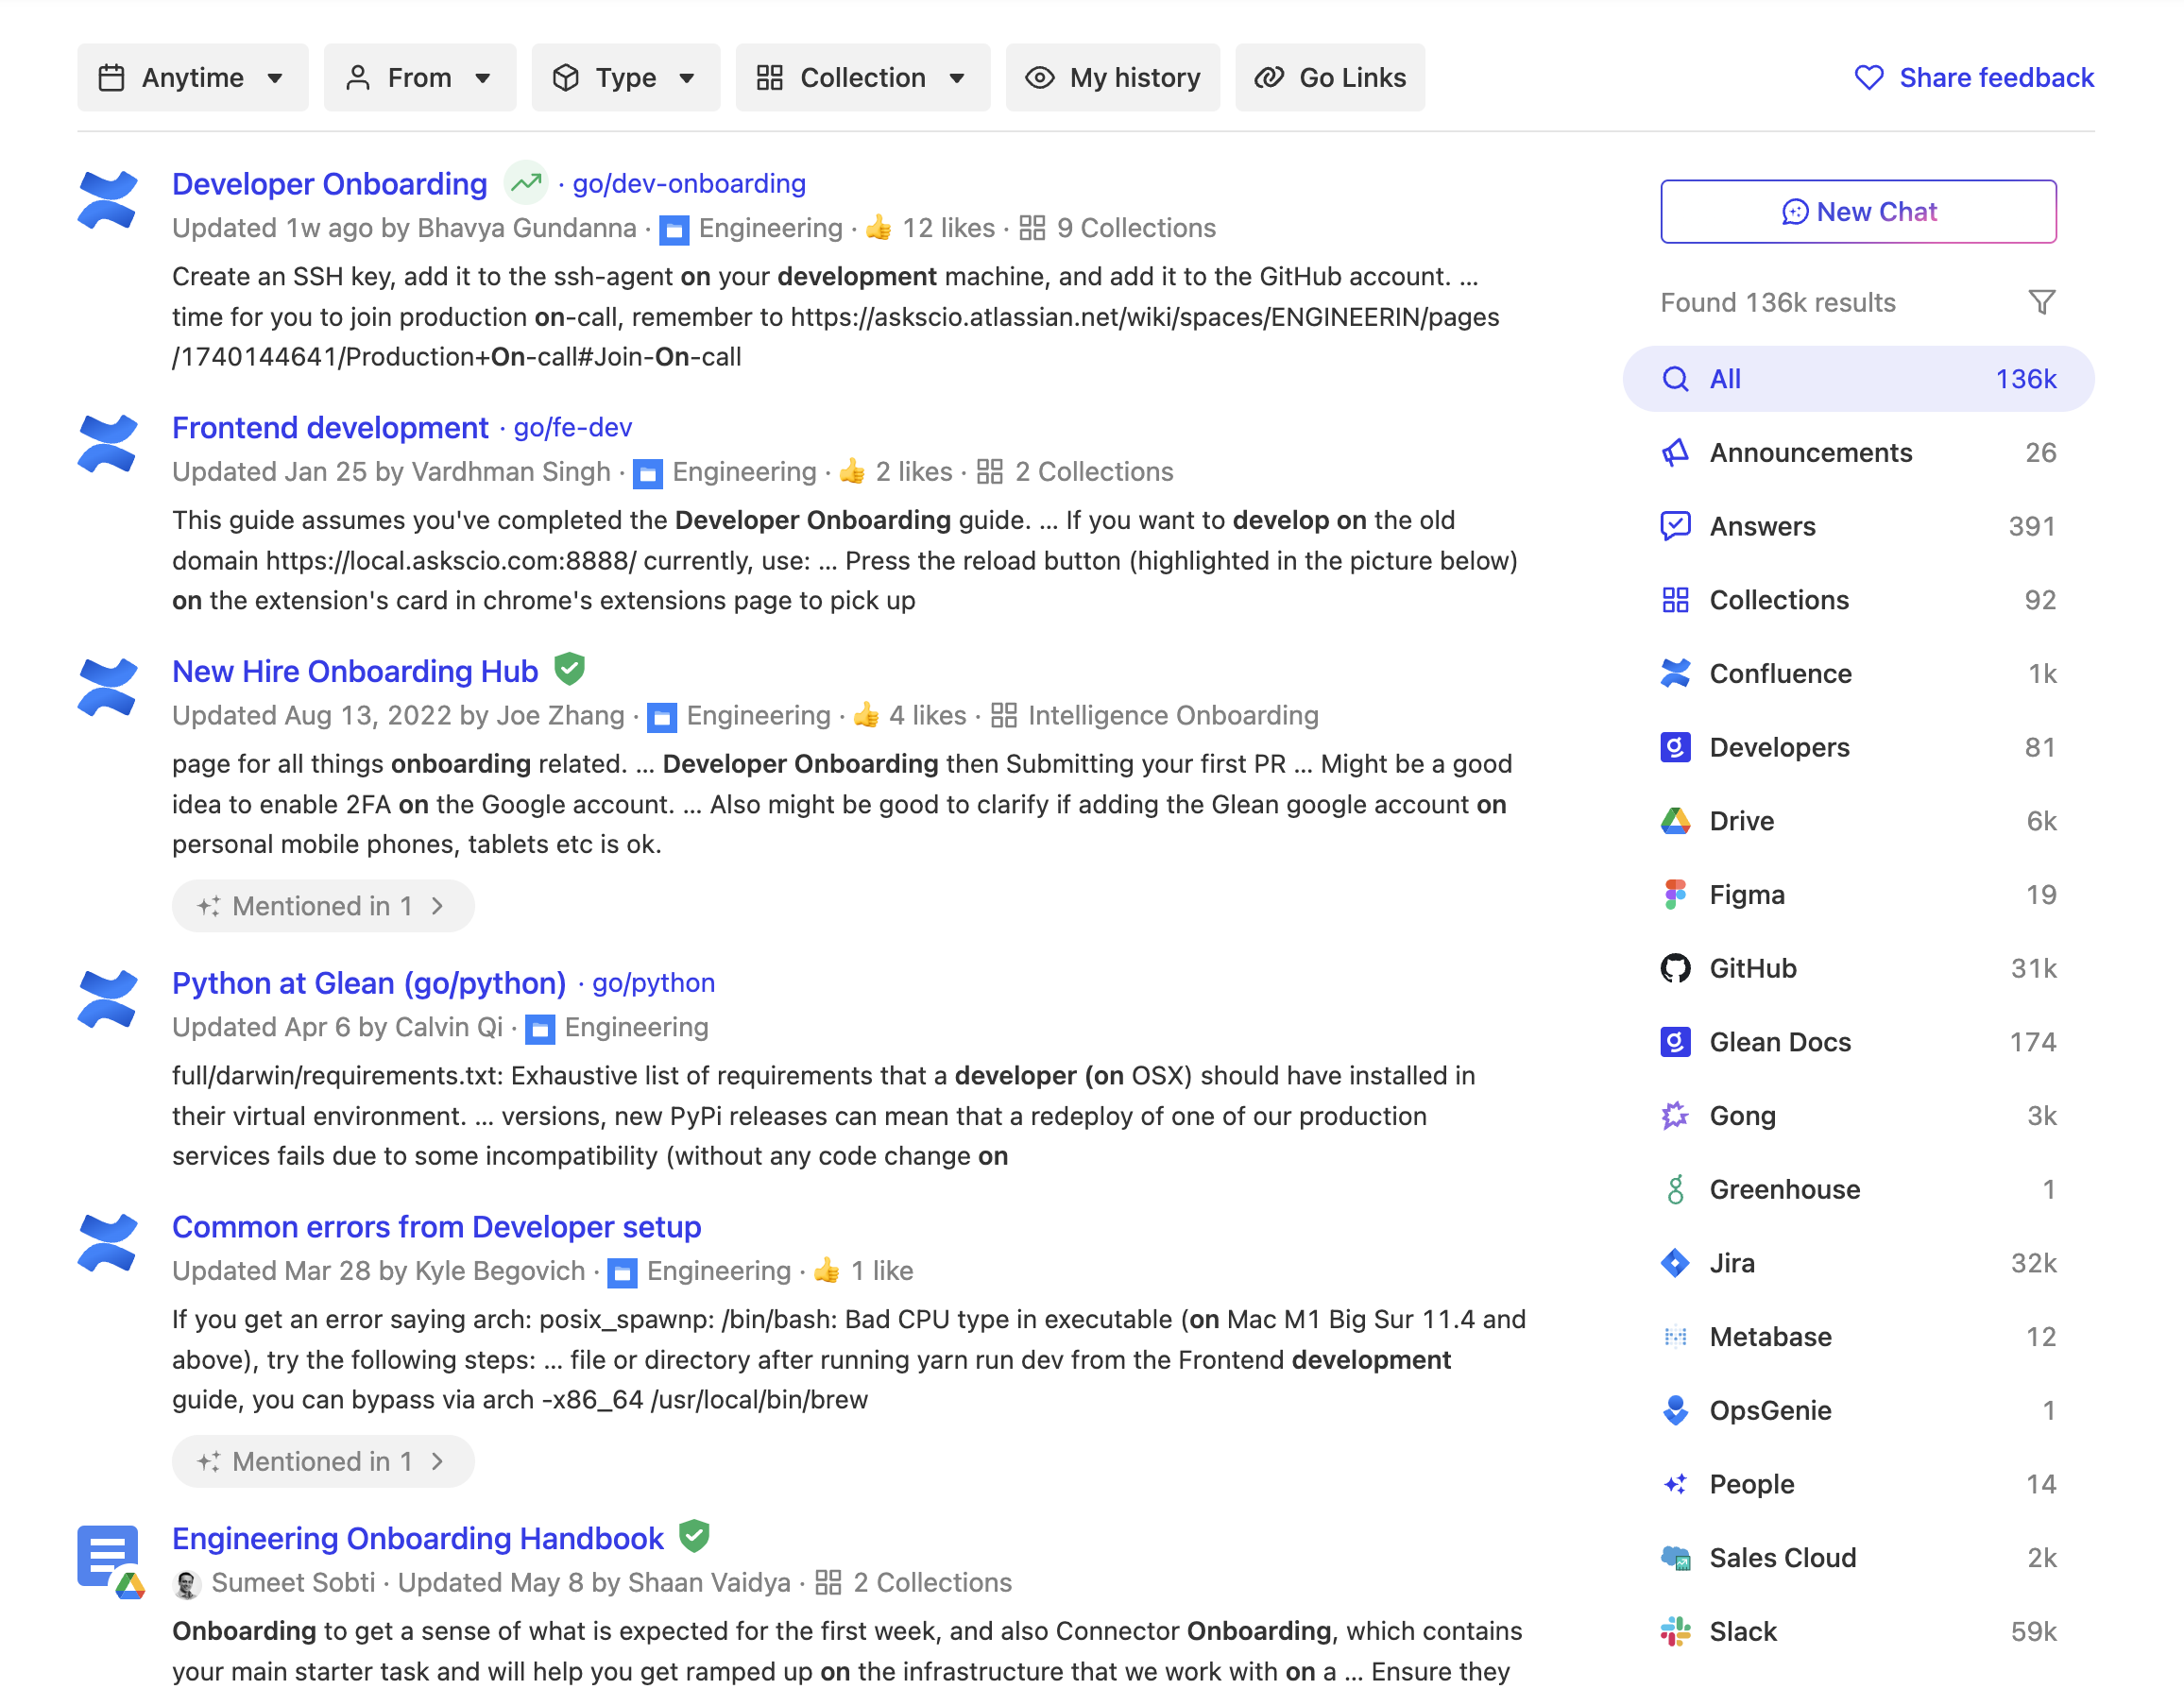 Anytime From Type Collection My history Go Links Share feedback
Developer Onboarding · go/dev-onboarding
Updated 1w ago by Bhavya Gundanna · Engineering · 👍 12 likes · 9 Collections
Create an SSH key, add it to the ssh-agent on your development machine, and add it to the GitHub account. ...
time for you to join production on-call, remember to https://askscio.atlassian.net/wiki/spaces/ENGINEERIN/pages
/1740144641/Production+On-call#Join-On-call
Frontend development · go/fe-dev
Updated Jan 25 by Vardhman Singh · Engineering · 👍 2 likes · 2 Collections
This guide assumes you've completed the Developer Onboarding guide. ... If you want to develop on the old
domain https://local.askscio.com:8888/ currently, use: ... Press the reload button (highlighted in the picture below)
on the extension's card in chrome's extensions page to pick up
New Hire Onboarding Hub
Updated Aug 13, 2022 by Joe Zhang · Engineering · 👍 4 likes · Intelligence Onboarding
page for all things onboarding related. ... Developer Onboarding then Submitting your first PR ... Might be a good
idea to enable 2FA on the Google account. ... Also might be good to clarify if adding the Glean google account on
personal mobile phones, tablets etc is ok.
Mentioned in 1
Python at Glean (go/python) · go/python
Updated Apr 6 by Calvin Qi · Engineering
full/darwin/requirements.txt: Exhaustive list of requirements that a developer (on OSX) should have installed in
their virtual environment. ... versions, new PyPi releases can mean that a redeploy of one of our production
services fails due to some incompatibility (without any code change on
Common errors from Developer setup
Updated Mar 28 by Kyle Begovich · Engineering · 👍 1 like
If you get an error saying arch: posix_spawnp: /bin/bash: Bad CPU type in executable (on Mac M1 Big Sur 11.4 and
above), try the following steps: ... file or directory after running yarn run dev from the Frontend development
guide, you can bypass via arch -x86_64 /usr/local/bin/brew
Mentioned in 1
Engineering Onboarding Handbook
Sumeet Sobti · Updated May 8 by Shaan Vaidya · 2 Collections
Onboarding to get a sense of what is expected for the first week, and also Connector Onboarding, which contains
your main starter task and will help you get ramped up on the infrastructure that we work with on a ... Ensure they
New Chat
Found 136k results
All 136k
Announcements 26
Answers 391
Collections 92
Confluence 1k
Developers 81
Drive 6k
Figma 19
GitHub 31k
Glean Docs 174
Gong 3k
Greenhouse 1
Jira 32k
Metabase 12
OpsGenie 1
People 14
Sales Cloud 2k
Slack 59k